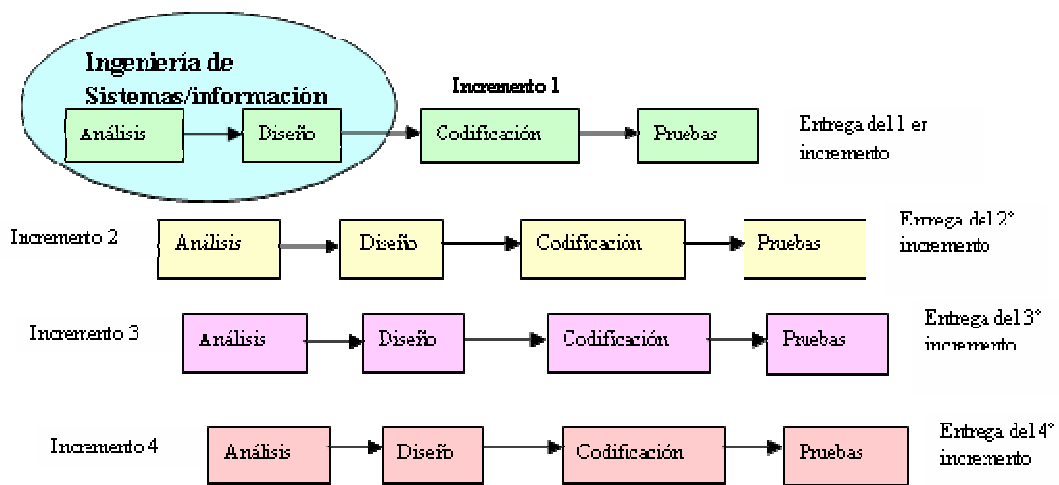 Ingeniería de
Sistemas/información
Incremento 1
Análisis
Diseño
Codificación
Pruebas
Entrega del 1 er
incremento
Incremento 2
Análisis
Diseño
Codificación
Pruebas
Entrega del 2°
incremento
Incremento 3
Análisis
Diseño
Codificación
Pruebas
Entrega del 3°
incremento
Incremento 4
Análisis
Diseño
Codificación
Pruebas
Entrega del 4°
incremento